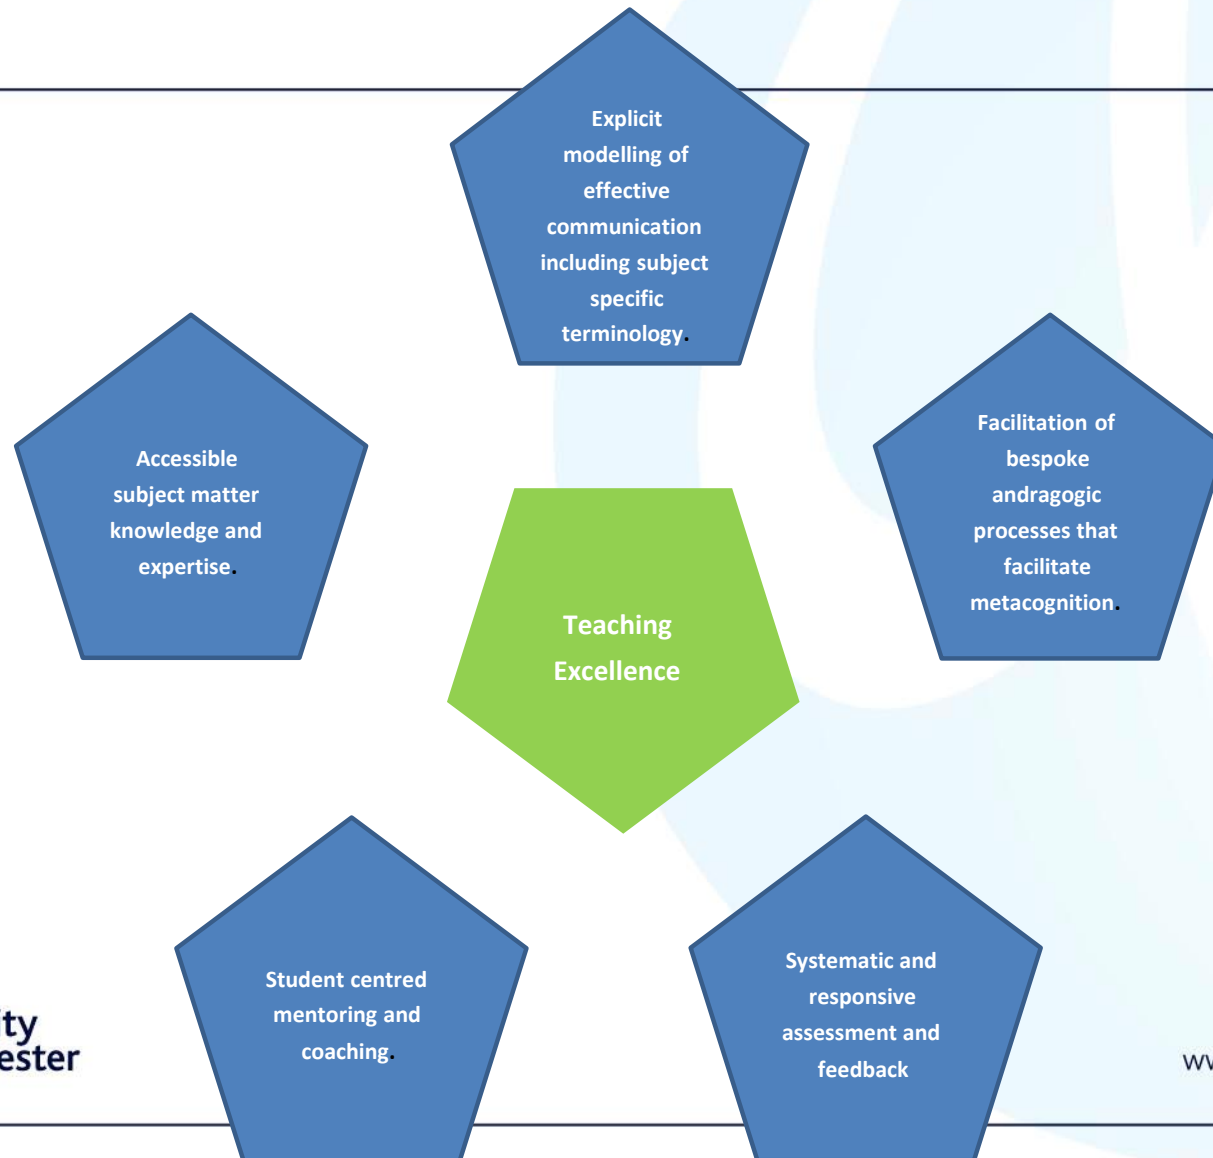 Explicit
modelling of
effective
communication
including subject
specific
terminology.
Accessible
subject matter
knowledge and
expertise.
Facilitation of
bespoke
andragogic
processes that
facilitate
metacognition.
Teaching
Excellence
Student centred
mentoring and
coaching.
Systematic and
responsive
assessment and
feedback
ity
ester